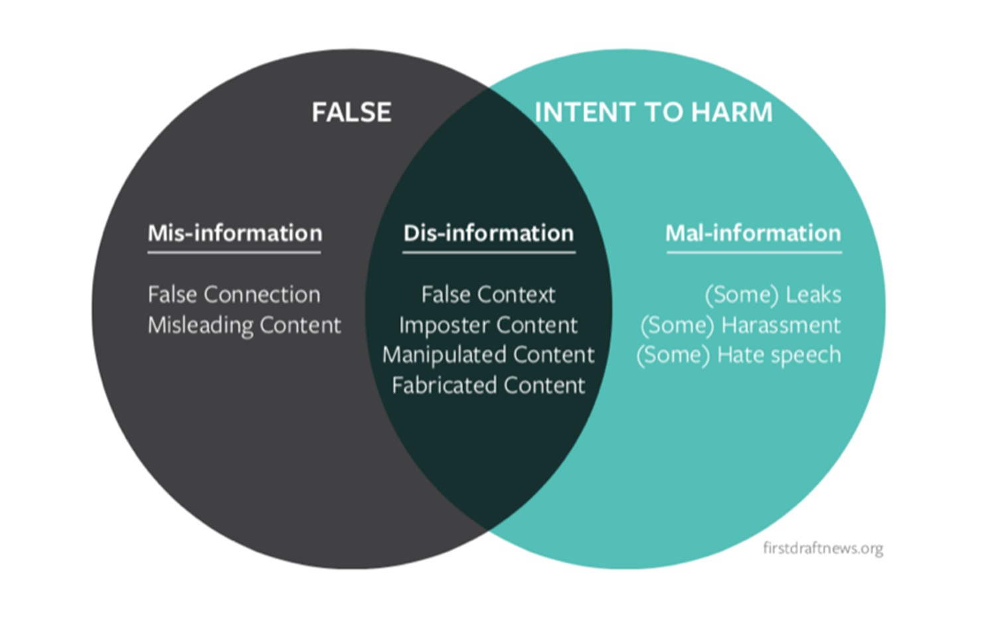 FALSE
INTENT TO HARM
Mis-information
False Connection
Misleading Content
Dis-information
False Context
Imposter Content
Manipulated Content
Fabricated Content
Mal-information
(Some) Leaks
(Some) Harassment
(Some) Hate speech
firstdraftnews.org